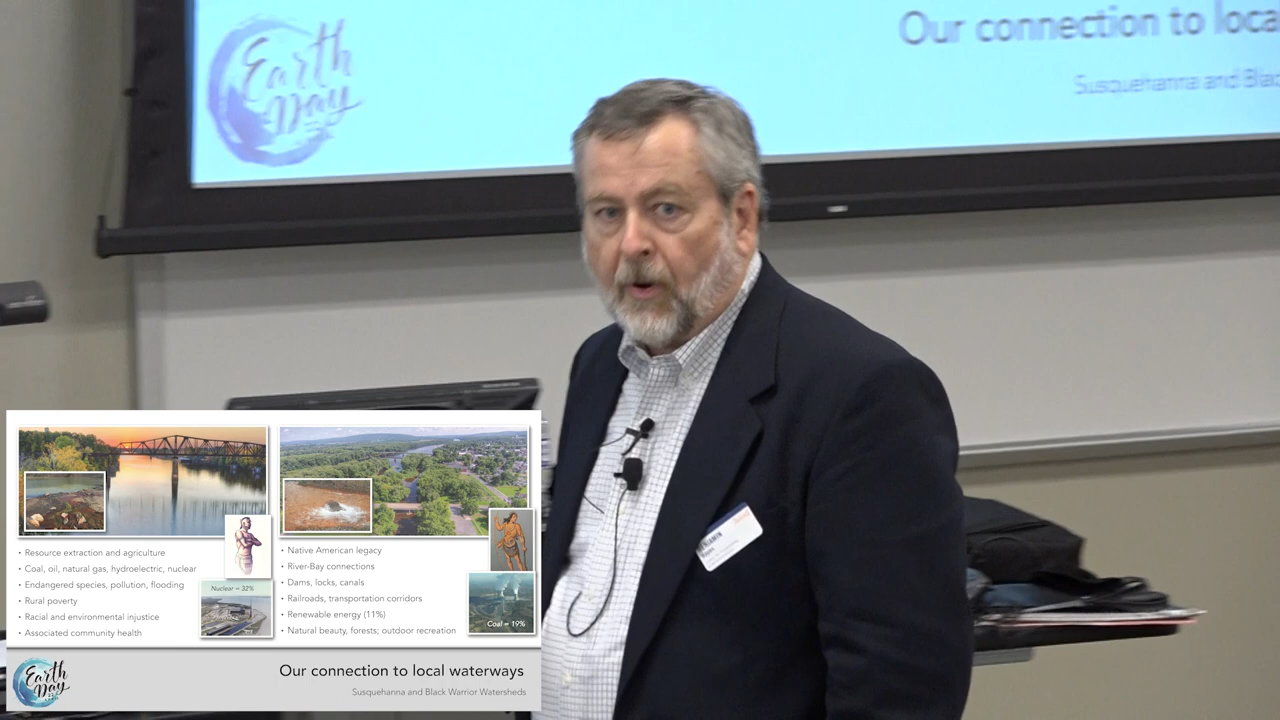 Earth
Day
Our connection to loca
Susquehanna and Blac
Nuclear = 32%
Coal = 19%
• Resource extraction and agriculture
• Coal, oil, natural gas, hydroelectric, nuclear
• Endangered species, pollution, flooding
• Rural poverty
• Racial and environmental injustice
• Associated community health
• Native American legacy
• River-Bay connections
• Dams, locks, canals
• Railroads, transportation corridors
• Renewable energy (11%)
• Natural beauty, forests; outdoor recreation
Earth
Day
Our connection to local waterways
Susquehanna and Black Warrior Watersheds